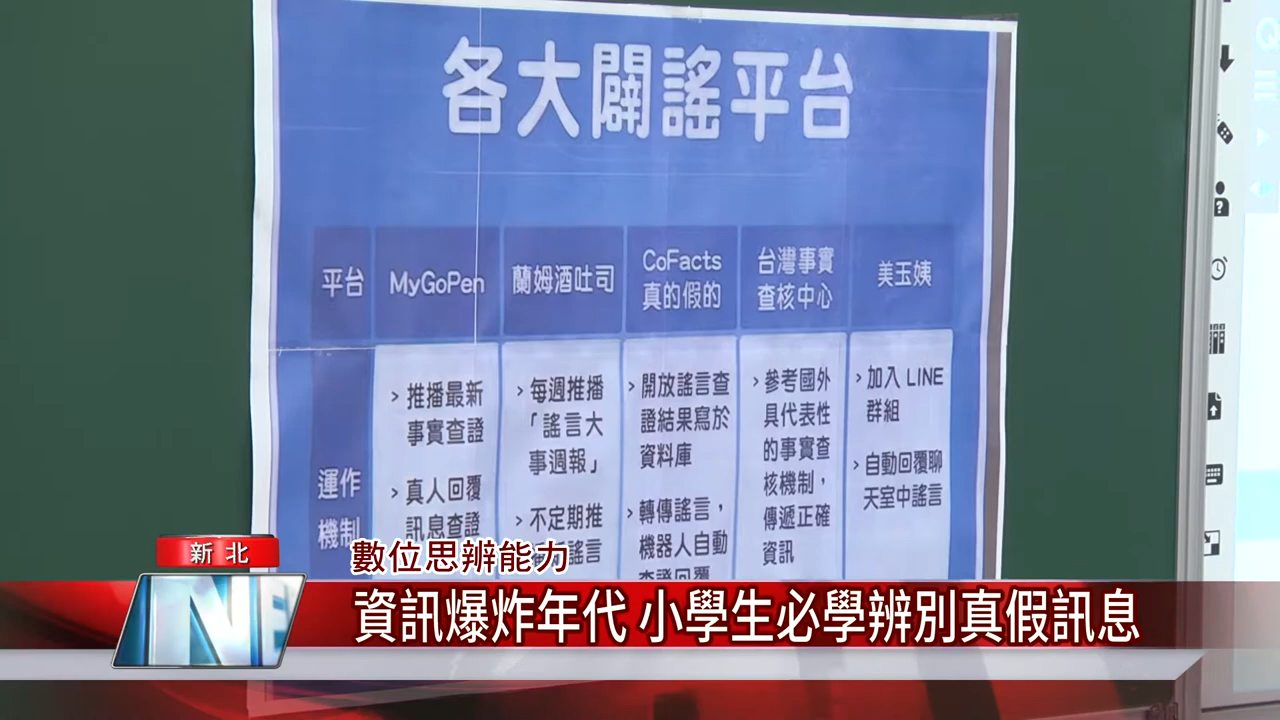 各大闢謠平台
平台
MyGoPen
蘭姆酒吐司
CoFacts
真的假的
台灣事實
查核中心
美玉姨
運作
機制
› 推播最新
事實查證
› 真人回覆
訊息查證
› 每週推播
「謠言大
事週報」
› 不定期推
謠言
› 開放謠言查
證結果寫於
資料庫
› 轉傳謠言，
機器人自動
查證回覆
› 參考國外
具代表性
的事實查
核機制，
傳遞正確
資訊
› 加入 LINE
群組
› 自動回覆聊
天室中謠言
新北
數位思辨能力
NE
資訊爆炸年代 小學生必學辨別真假訊息